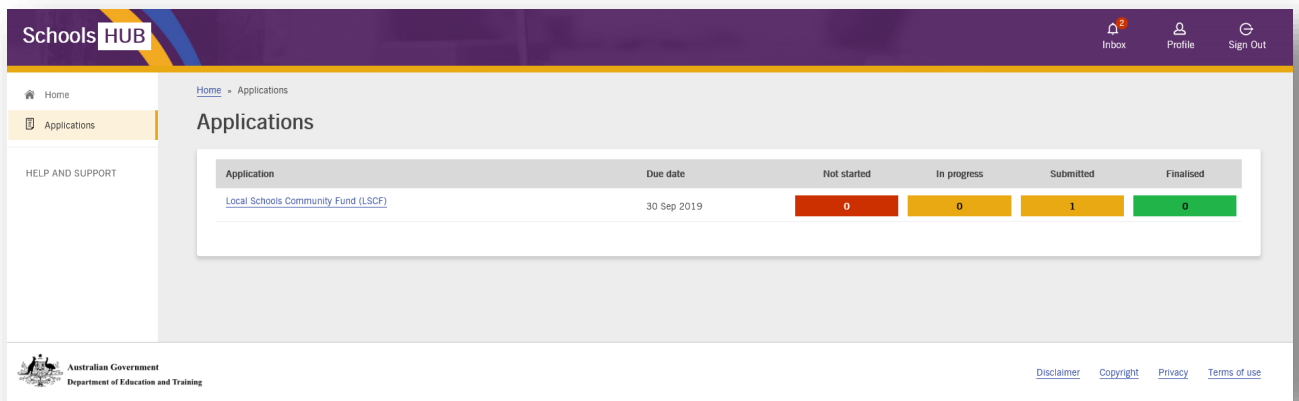 Schools HUB
2
Inbox Profile Sign Out
Home
Applications
HELP AND SUPPORT
Home » Applications
Applications
Application Due date Not started In progress Submitted Finalised
Local Schools Community Fund (LSCF) 30 Sep 2019 0 0 1 0
Australian Government
Department of Education and Training
Disclaimer Copyright Privacy Terms of use